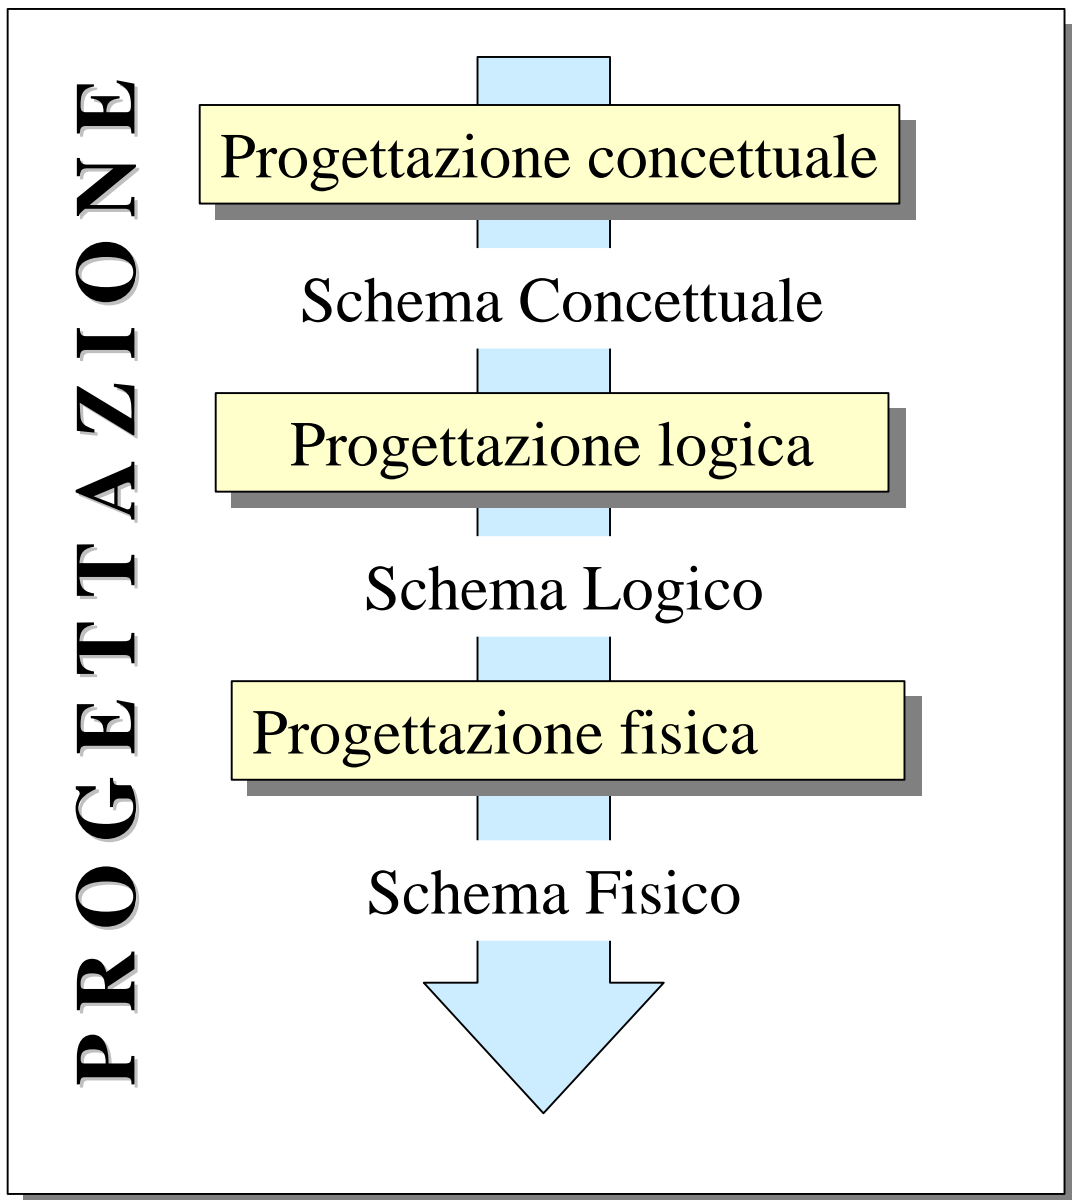 PROGETTAZIONE
Progettazione concettuale
Schema Concettuale
Progettazione logica
Schema Logico
Progettazione fisica
Schema Fisico